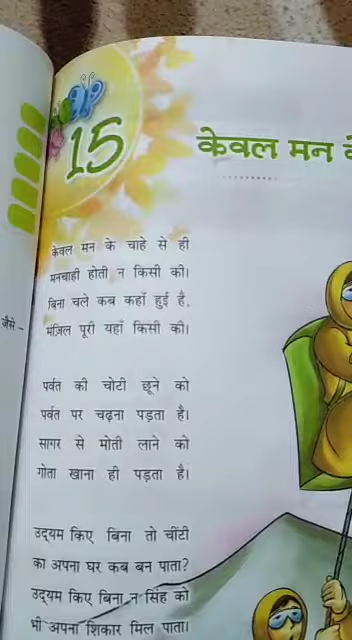 15
केवल मन
केवल मन के चाहे से ही
मनचाही होती न किसी की।
बिना चले कब कहाँ हुई है,
मंज़िल पूरी यहाँ किसी की।
जैसे -
पर्वत की चोटी छूने को
पर्वत पर चढ़ना पड़ता है।
सागर से मोती लाने को
गोता खाना ही पड़ता है।
उद्यम किए बिना तो चींटी
का अपना घर कब बन पाता?
उद्यम किए बिना न सिंह को
भी अपना शिकार मिल पाता।